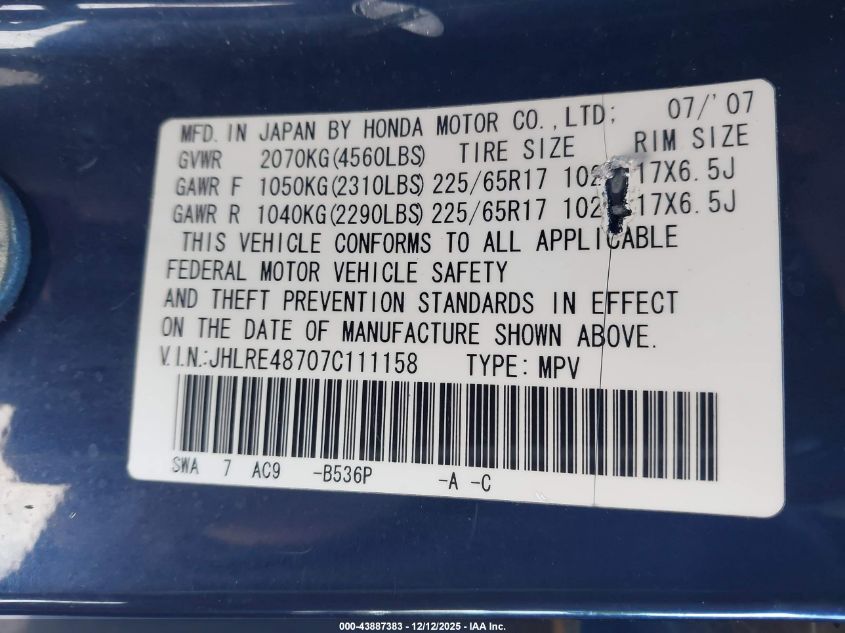 MFD. IN JAPAN BY HONDA MOTOR CO., LTD; 07/'07
GVWR 2070KG(4560LBS) TIRE SIZE RIM SIZE
GAWR F 1050KG(2310LBS) 225/65R17 102 17X6.5J
GAWR R 1040KG(2290LBS) 225/65R17 102 17X6.5J
THIS VEHICLE CONFORMS TO ALL APPLICABLE
FEDERAL MOTOR VEHICLE SAFETY
AND THEFT PREVENTION STANDARDS IN EFFECT
ON THE DATE OF MANUFACTURE SHOWN ABOVE.
V.I.N.:JHLRE48707C111158 TYPE: MPV
SWA 7 AC9 -B536P -A -C
000-43887383 - 12/12/2025 - IAA Inc.